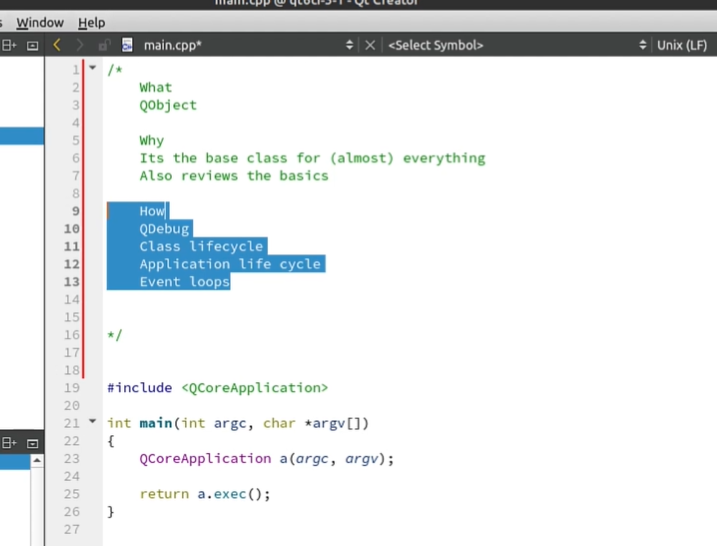 main.cpp @ qt6cl-3-1 - Qt Creator
Window Help
main.cpp* <Select Symbol> Unix (LF)
1 /*
2 What
3 QObject
4
5 Why
6 Its the base class for (almost) everything
7 Also reviews the basics
8
9 How
10 QDebug
11 Class lifecycle
12 Application life cycle
13 Event loops
14
15
16 */
17
18
19 #include <QCoreApplication>
20
21 int main(int argc, char *argv[])
22 {
23 QCoreApplication a(argc, argv);
24
25 return a.exec();
26 }
27